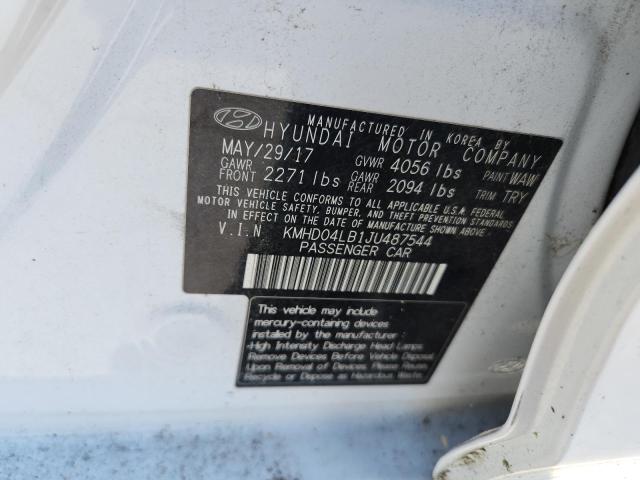 MANUFACTURED IN KOREA BY
HYUNDAI MOTOR COMPANY
MAY/29/17 GVWR 4056 lbs PAINT WAW
GAWR FRONT 2271 lbs GAWR REAR 2094 lbs TRIM TRY
THIS VEHICLE CONFORMS TO ALL APPLICABLE U.S.A. FEDERAL
MOTOR VEHICLE SAFETY, BUMPER, AND THEFT PREVENTION STANDARDS
IN EFFECT ON THE DATE OF MANUFACTURE SHOWN ABOVE.
V.I.N KMHD04LB1JU487544
PASSENGER CAR
This vehicle may include
mercury-containing devices
installed by the manufacturer :
-High Intensity Discharge Head Lamps
Remove Devices Before Vehicle Disposal
Upon Removal of Devices, Please Reuse,
Recycle or Dispose as Hazardous Waste.